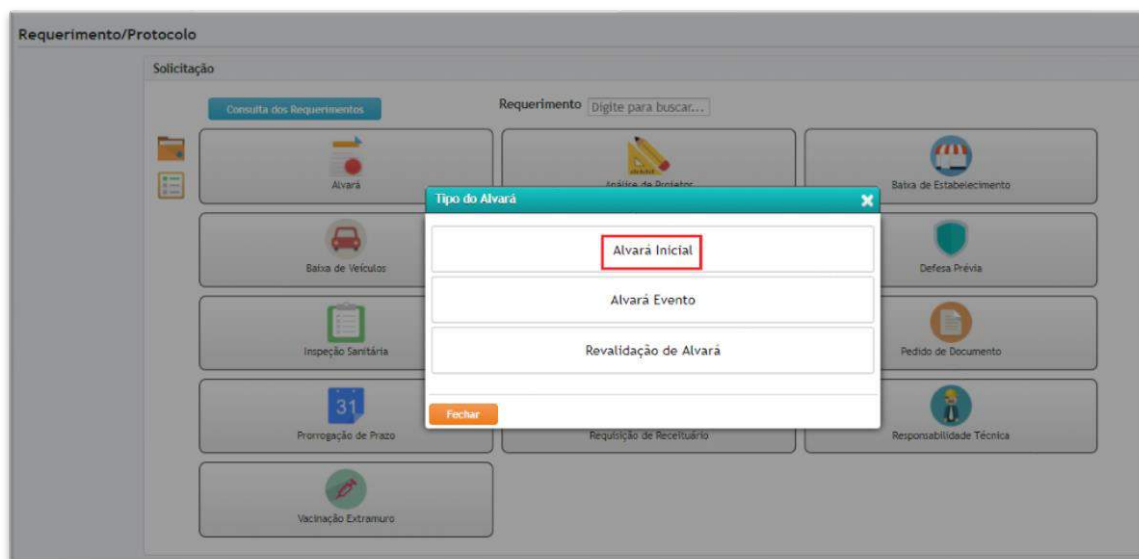 Requerimento/Protocolo
Solicitação
Consulta dos Requerimentos
Requerimento Digite para buscar...
Alvará
Análise de Projetos
Baixa de Estabelecimento
Tipo do Alvará
Alvará Inicial
Alvará Evento
Revalidação de Alvará
Fechar
Baixa de Veículos
Defesa Prévia
Inspeção Sanitária
Pedido de Documento
31
Prorrogação de Prazo
Requisição de Receituário
Responsabilidade Técnica
Vacinação Extramuro